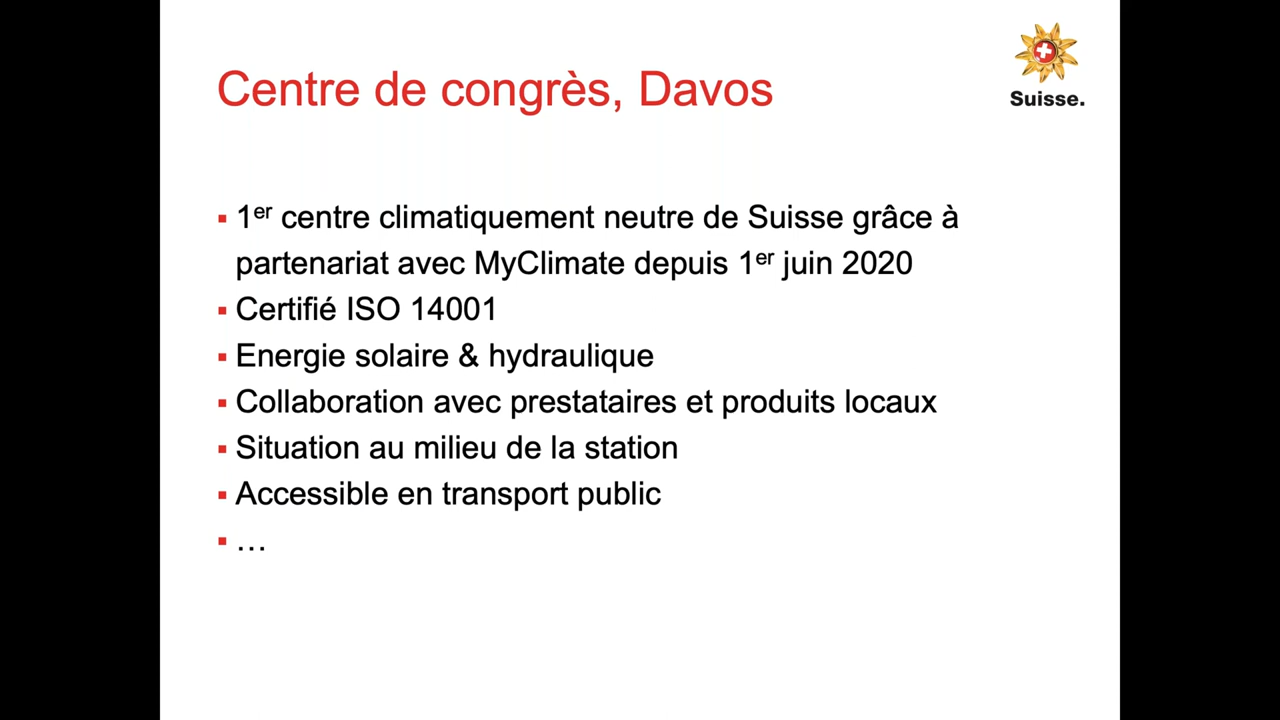 Centre de congrès, Davos
Suisse.
▪ 1er centre climatiquement neutre de Suisse grâce à
partenariat avec MyClimate depuis 1er juin 2020
▪ Certifié ISO 14001
▪ Energie solaire & hydraulique
▪ Collaboration avec prestataires et produits locaux
▪ Situation au milieu de la station
▪ Accessible en transport public
▪ …